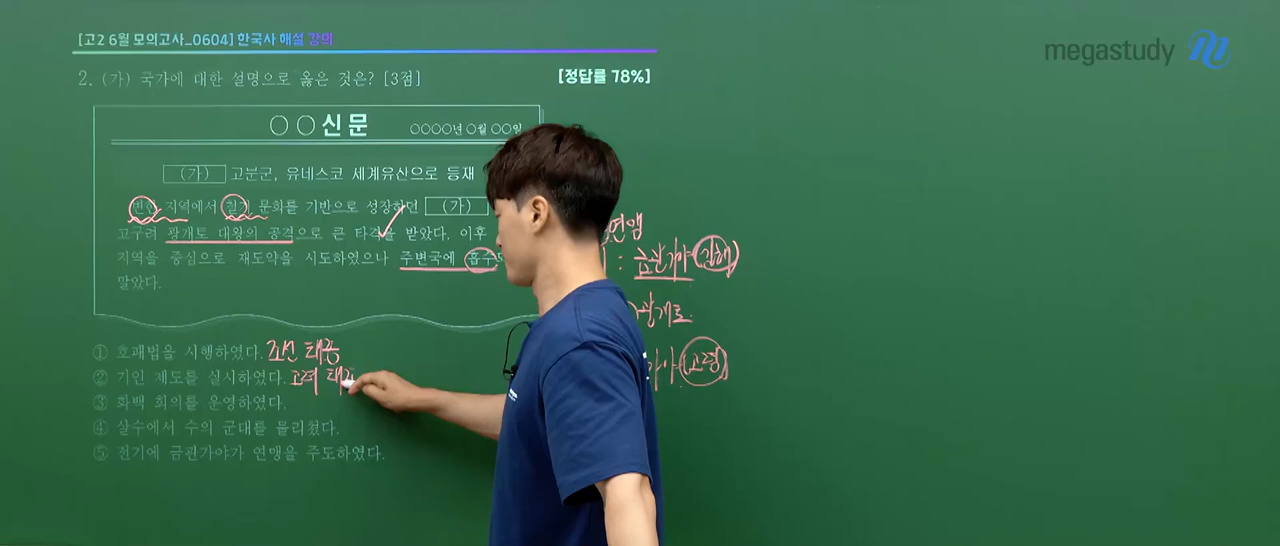 [고2 6월 모의고사_0604] 한국사 해설 강의
megastudy
2. (가) 국가에 대한 설명으로 옳은 것은? [3점]
[정답률 78%]
○○신문
○○○○년 ○월 ○○일
(가) 고분군, 유네스코 세계유산으로 등재
변한 지역에서 철기 문화를 기반으로 성장하던 (가)
고구려 광개토 대왕의 공격으로 큰 타격을 받았다. 이후
지역을 중심으로 재도약을 시도하였으나 주변국에 흡수
말았다.
연맹
: 금관가야 (김해)
광개토
가야 (고령)
① 호패법을 시행하였다. 조선 태종
② 기인 제도를 실시하였다. 고려 태조
③ 화백 회의를 운영하였다.
④ 살수에서 수의 군대를 물리쳤다.
⑤ 전기에 금관가야가 연맹을 주도하였다.